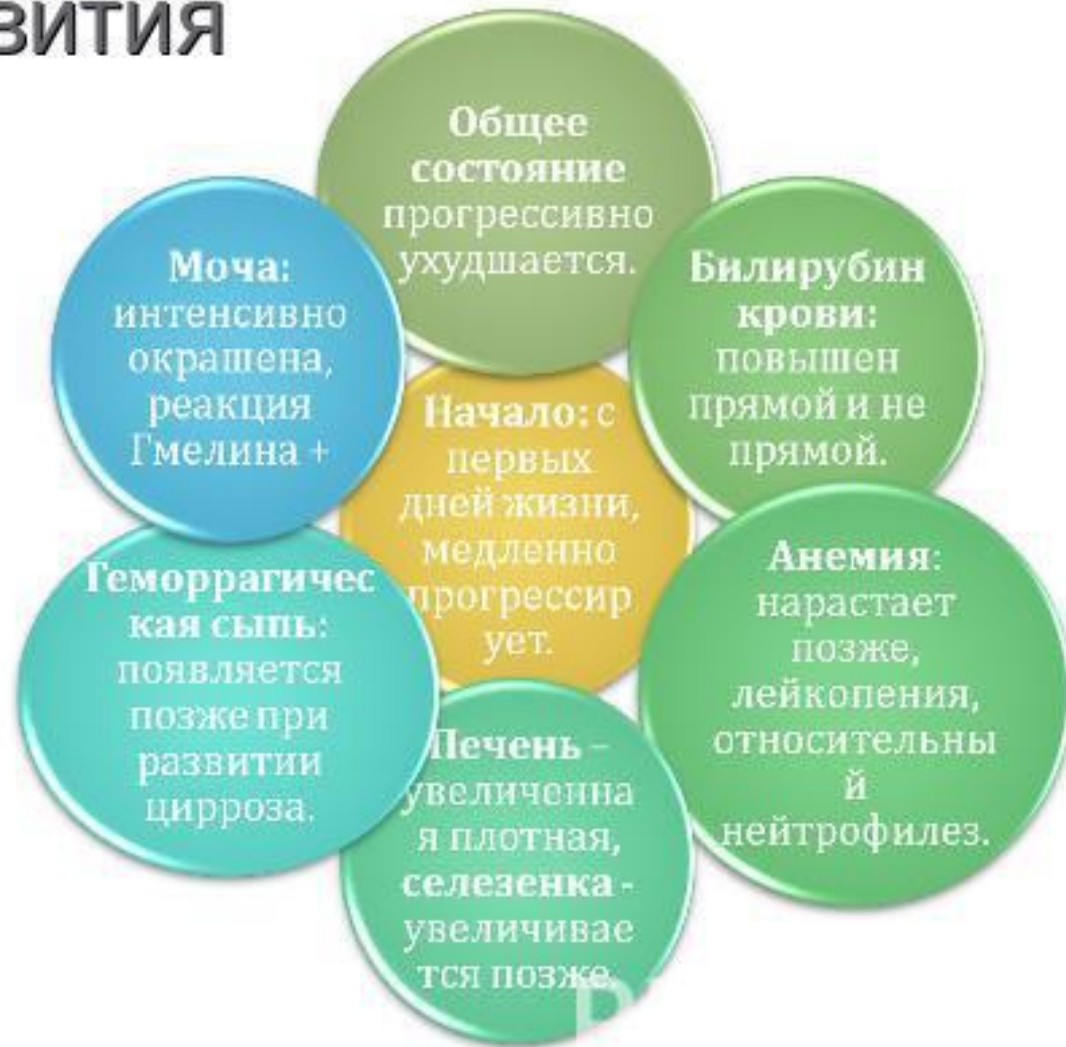 вития
Общее
состояние
прогрессивно
ухудшается.
Билирубин
крови:
повышен
прямой и не
прямой.
Анемия:
нарастает
позже,
лейкопения,
относительны
й
нейтрофилез.
Печень –
увеличенна
я плотная,
селезенка -
увеличивае
тся позже.
Геморрагичес
кая сыпь:
появляется
позже при
развитии
цирроза.
Моча:
интенсивно
окрашена,
реакция
Гмелина +
Начало: с
первых
дней жизни,
медленно
прогрессир
ует.